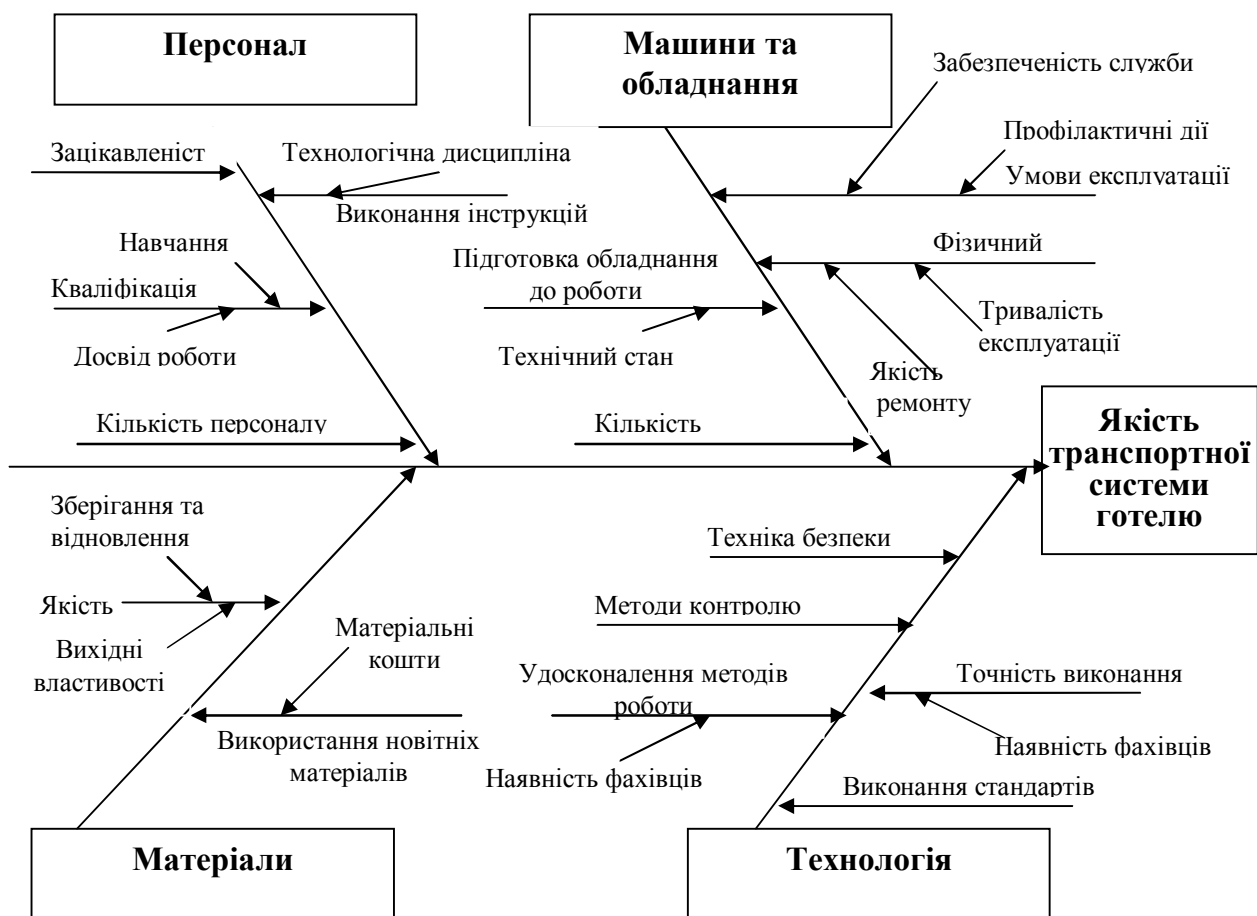 Персонал
Машини та
обладнання
Забезпеченість служби
Профілактичні дії
Умови експлуатації
Зацікавленіст
Технологічна дисципліна
Виконання інструкцій
Навчання
Кваліфікація
Досвід роботи
Підготовка обладнання
до роботи
Технічний стан
Фізичний
Тривалість
експлуатації
Якість
ремонту
Кількість персоналу
Кількість
Якість
транспортної
системи
готелю
Зберігання та
відновлення
Якість
Вихідні
властивості
Матеріальні
кошти
Використання новітніх
матеріалів
Техніка безпеки
Методи контролю
Удосконалення методів
роботи
Наявність фахівців
Точність виконання
Наявність фахівців
Виконання стандартів
Матеріали
Технологія